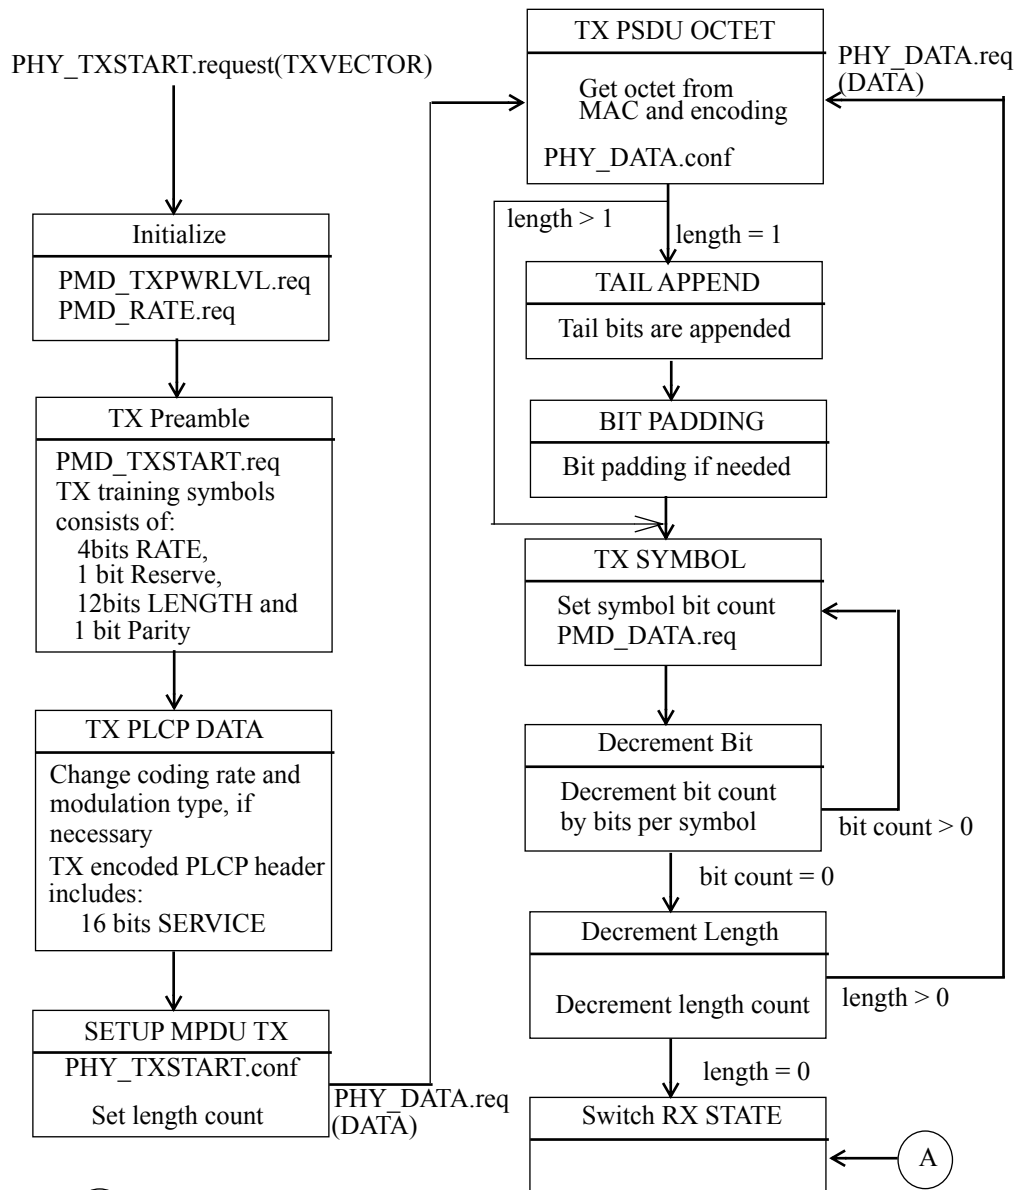 PHY_TXSTART.request(TXVECTOR)
Initialize
PMD_TXPWRLVL.req
PMD_RATE.req
TX Preamble
PMD_TXSTART.req
TX training symbols
consists of:
4bits RATE,
1 bit Reserve,
12bits LENGTH and
1 bit Parity
TX PLCP DATA
Change coding rate and
modulation type, if
necessary
TX encoded PLCP header
includes:
16 bits SERVICE
SETUP MPDU TX
PHY_TXSTART.conf
Set length count
PHY_DATA.req
(DATA)
TX PSDU OCTET
Get octet from
MAC and encoding
PHY_DATA.conf
PHY_DATA.req
(DATA)
length > 1
length = 1
TAIL APPEND
Tail bits are appended
BIT PADDING
Bit padding if needed
TX SYMBOL
Set symbol bit count
PMD_DATA.req
Decrement Bit
Decrement bit count
by bits per symbol
bit count > 0
bit count = 0
Decrement Length
Decrement length count
length > 0
length = 0
Switch RX STATE
A